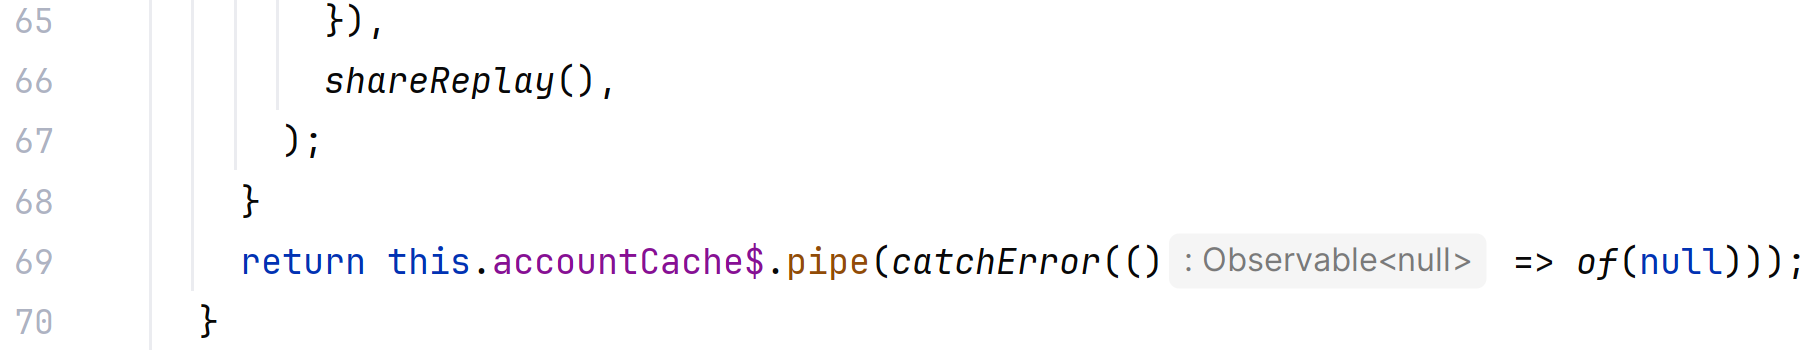 65 }),
66 shareReplay(),
67 );
68 }
69 return this.accountCache$.pipe(catchError(() : Observable<null> => of(null)));
70 }